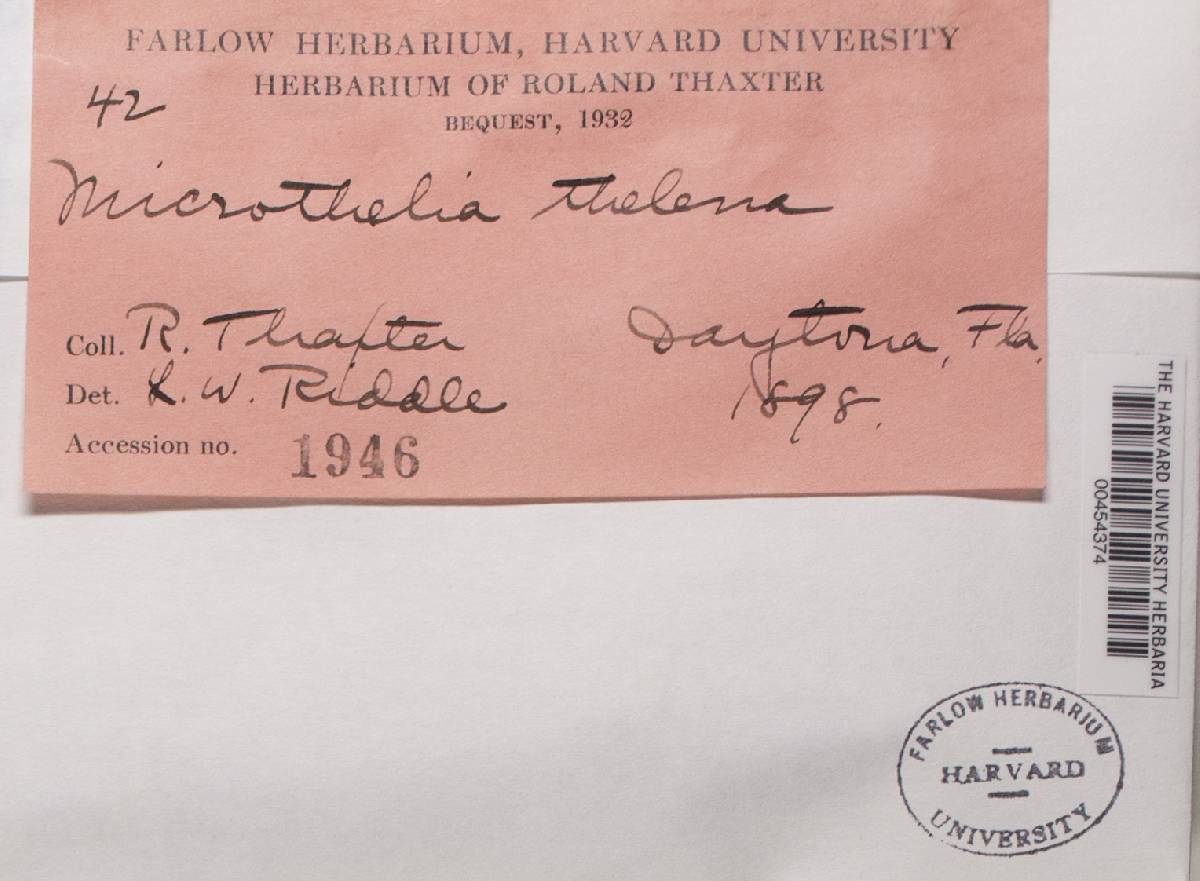 FARLOW HERBARIUM, HARVARD UNIVERSITY
HERBARIUM OF ROLAND THAXTER
42
BEQUEST, 1932
Microthelia thelena
Coll. R. Thaxter
Daytona, Fla.
Det. L. W. Riddle
1898.
Accession no. 1946
THE HARVARD UNIVERSITY HERBARIA
00454374
FARLOW HERBARIUM
HARVARD
UNIVERSITY